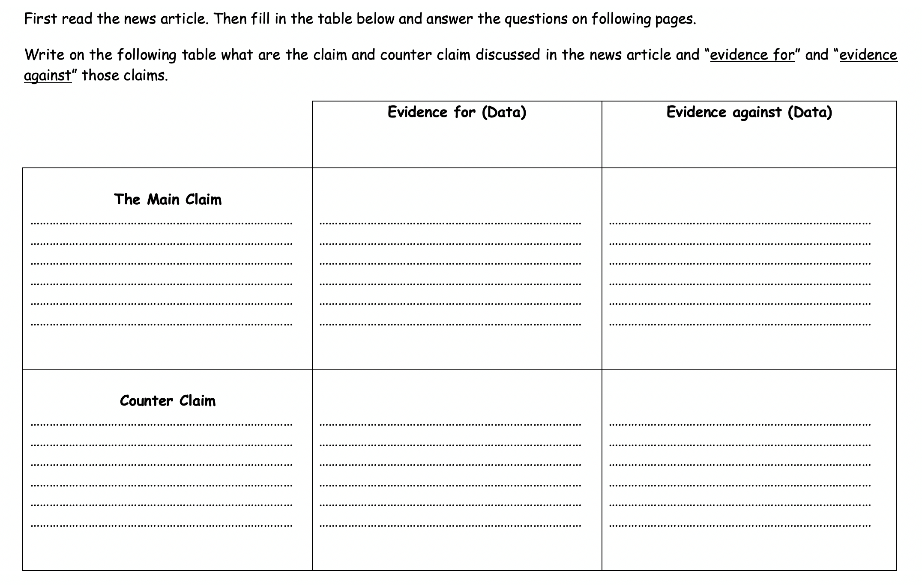 First read the news article. Then fill in the table below and answer the questions on following pages.
Write on the following table what are the claim and counter claim discussed in the news article and “evidence for” and “evidence
against” those claims.
Evidence for (Data)
Evidence against (Data)
The Main Claim
Counter Claim